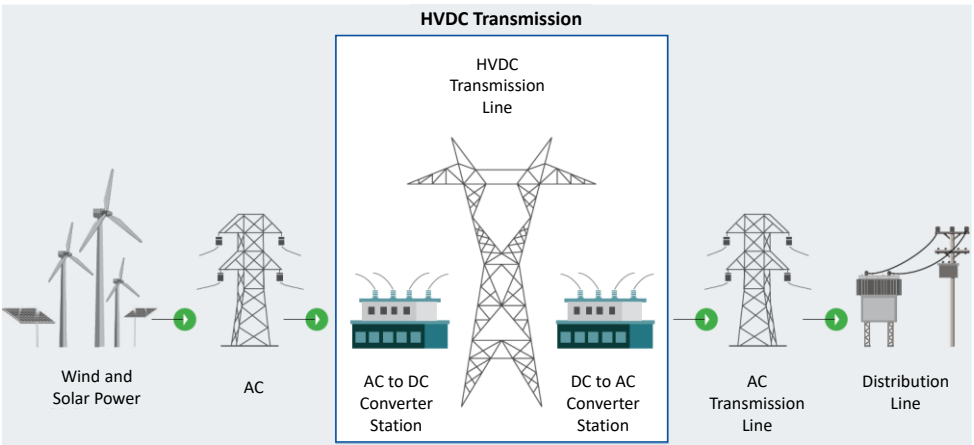 HVDC Transmission
HVDC
Transmission
Line
Wind and
Solar Power
AC
AC to DC
Converter
Station
DC to AC
Converter
Station
AC
Transmission
Line
Distribution
Line